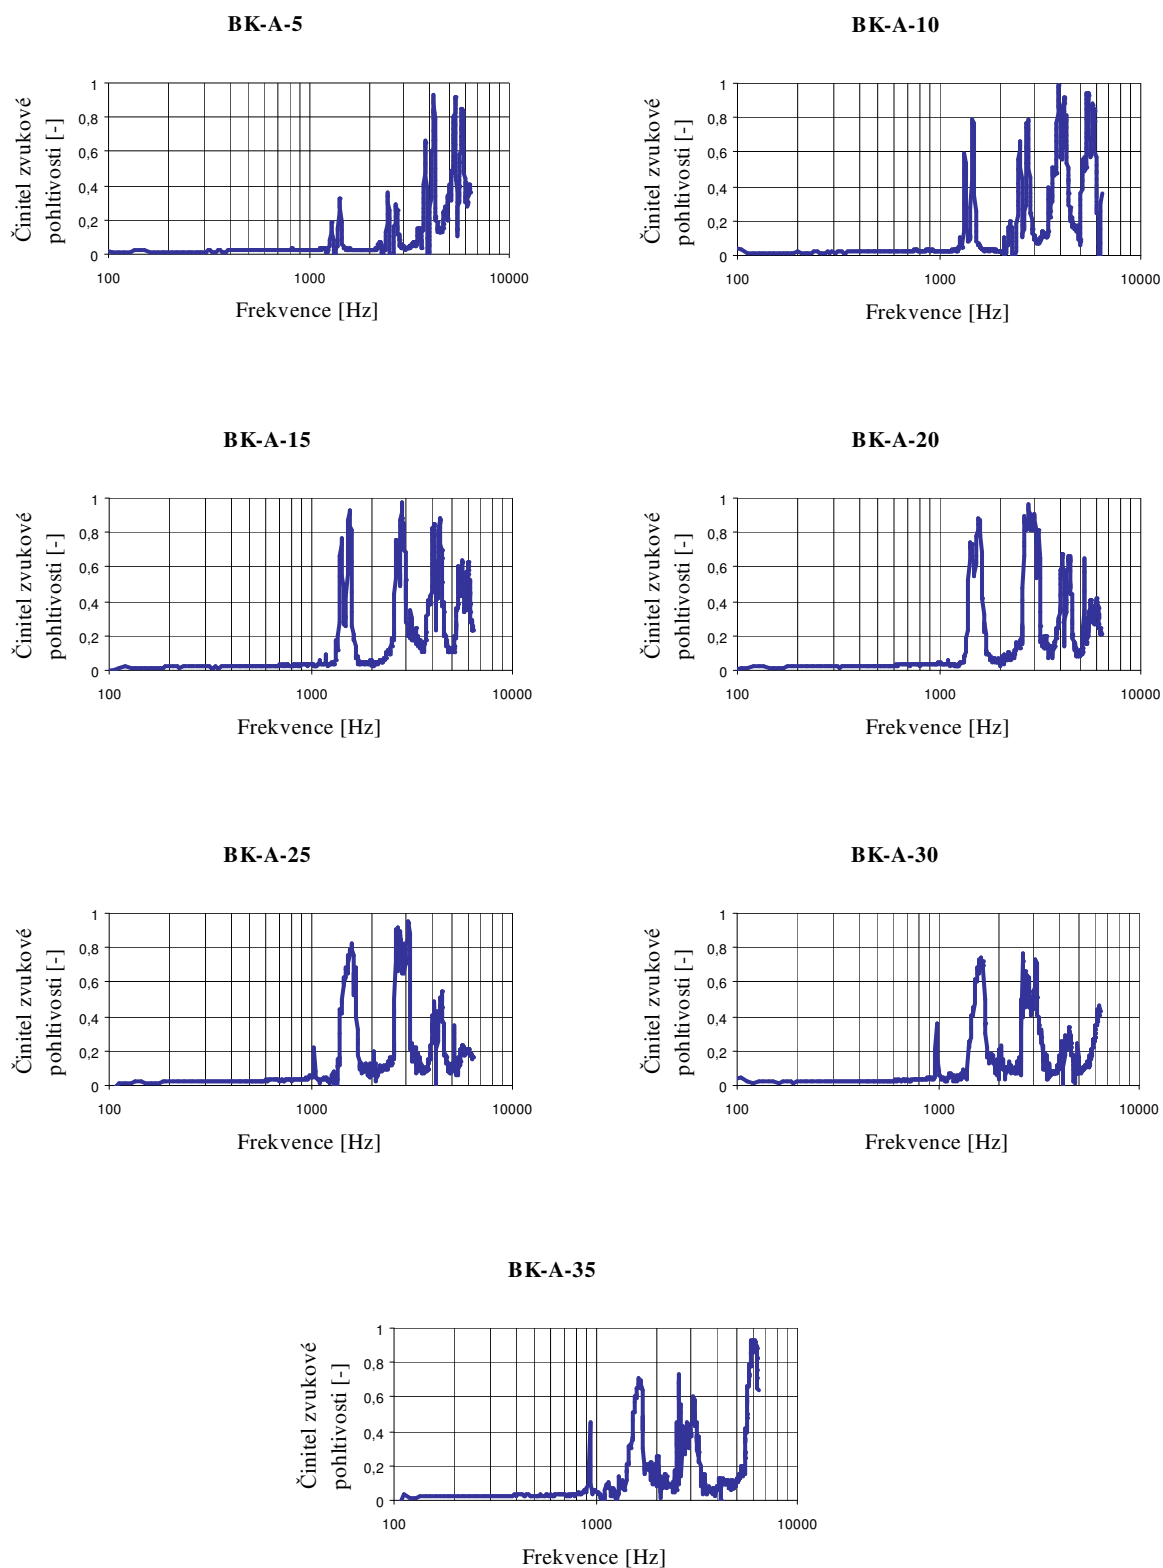 BK-A-5
Činitel zvukové
pohltivosti [-]
1
0,8
0,6
0,4
0,2
0
100
1000
10000
Frekvence [Hz]
BK-A-10
Činitel zvukové
pohltivosti [-]
1
0,8
0,6
0,4
0,2
0
100
1000
10000
Frekvence [Hz]
BK-A-15
Činitel zvukové
pohltivosti [-]
1
0,8
0,6
0,4
0,2
0
100
1000
10000
Frekvence [Hz]
BK-A-20
Činitel zvukové
pohltivosti [-]
1
0,8
0,6
0,4
0,2
0
100
1000
10000
Frekvence [Hz]
BK-A-25
Činitel zvukové
pohltivosti [-]
1
0,8
0,6
0,4
0,2
0
100
1000
10000
Frekvence [Hz]
BK-A-30
Činitel zvukové
pohltivosti [-]
1
0,8
0,6
0,4
0,2
0
100
1000
10000
Frekvence [Hz]
BK-A-35
Činitel zvukové
pohltivosti [-]
1
0,8
0,6
0,4
0,2
0
100
1000
10000
Frekvence [Hz]